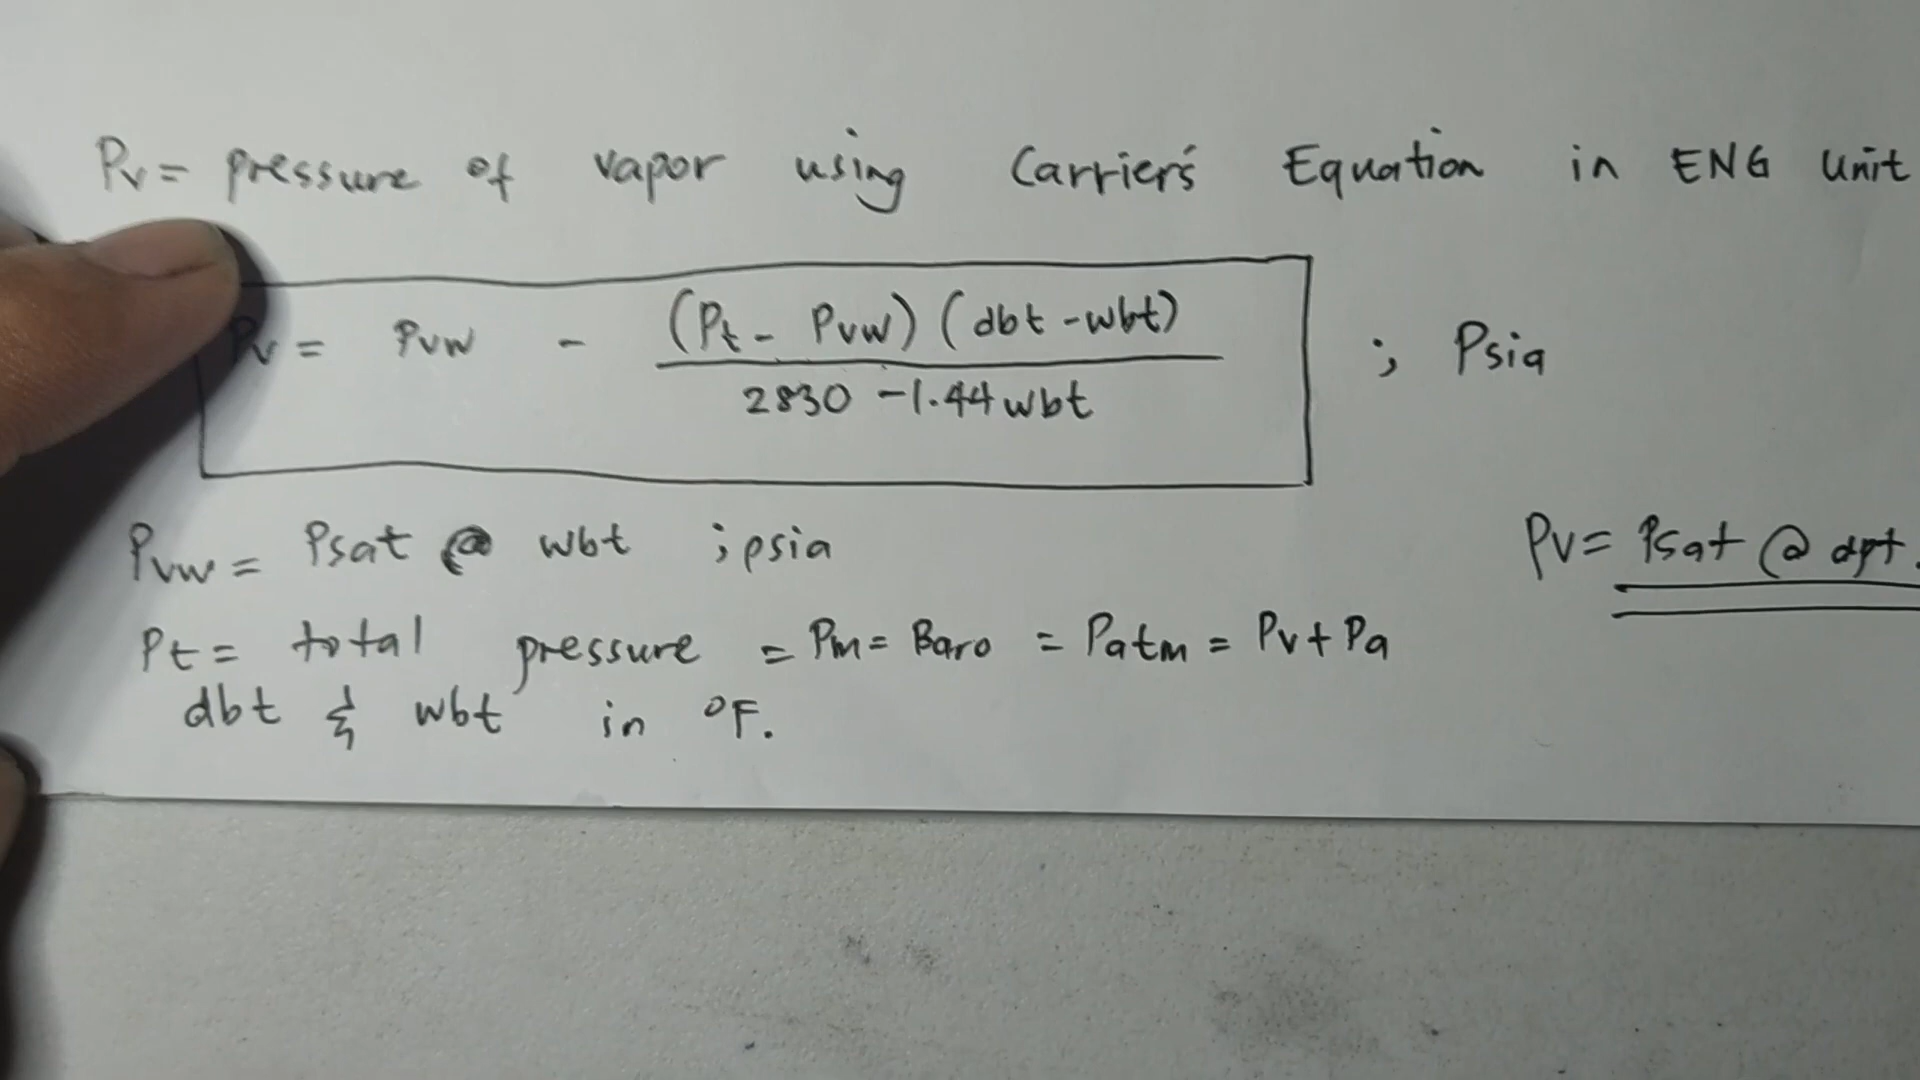 Pv = pressure of vapor using Carrier's Equation in ENG Unit
Pv = Pvw - (Pt - Pvw) (dbt - wbt) / 2830 - 1.44 wbt ; Psia
Pvw = Psat @ wbt ; psia
Pv = Psat @ dpt.
Pt = total pressure = Pm = Baro = Patm = Pv + Pa
dbt & wbt in °F.